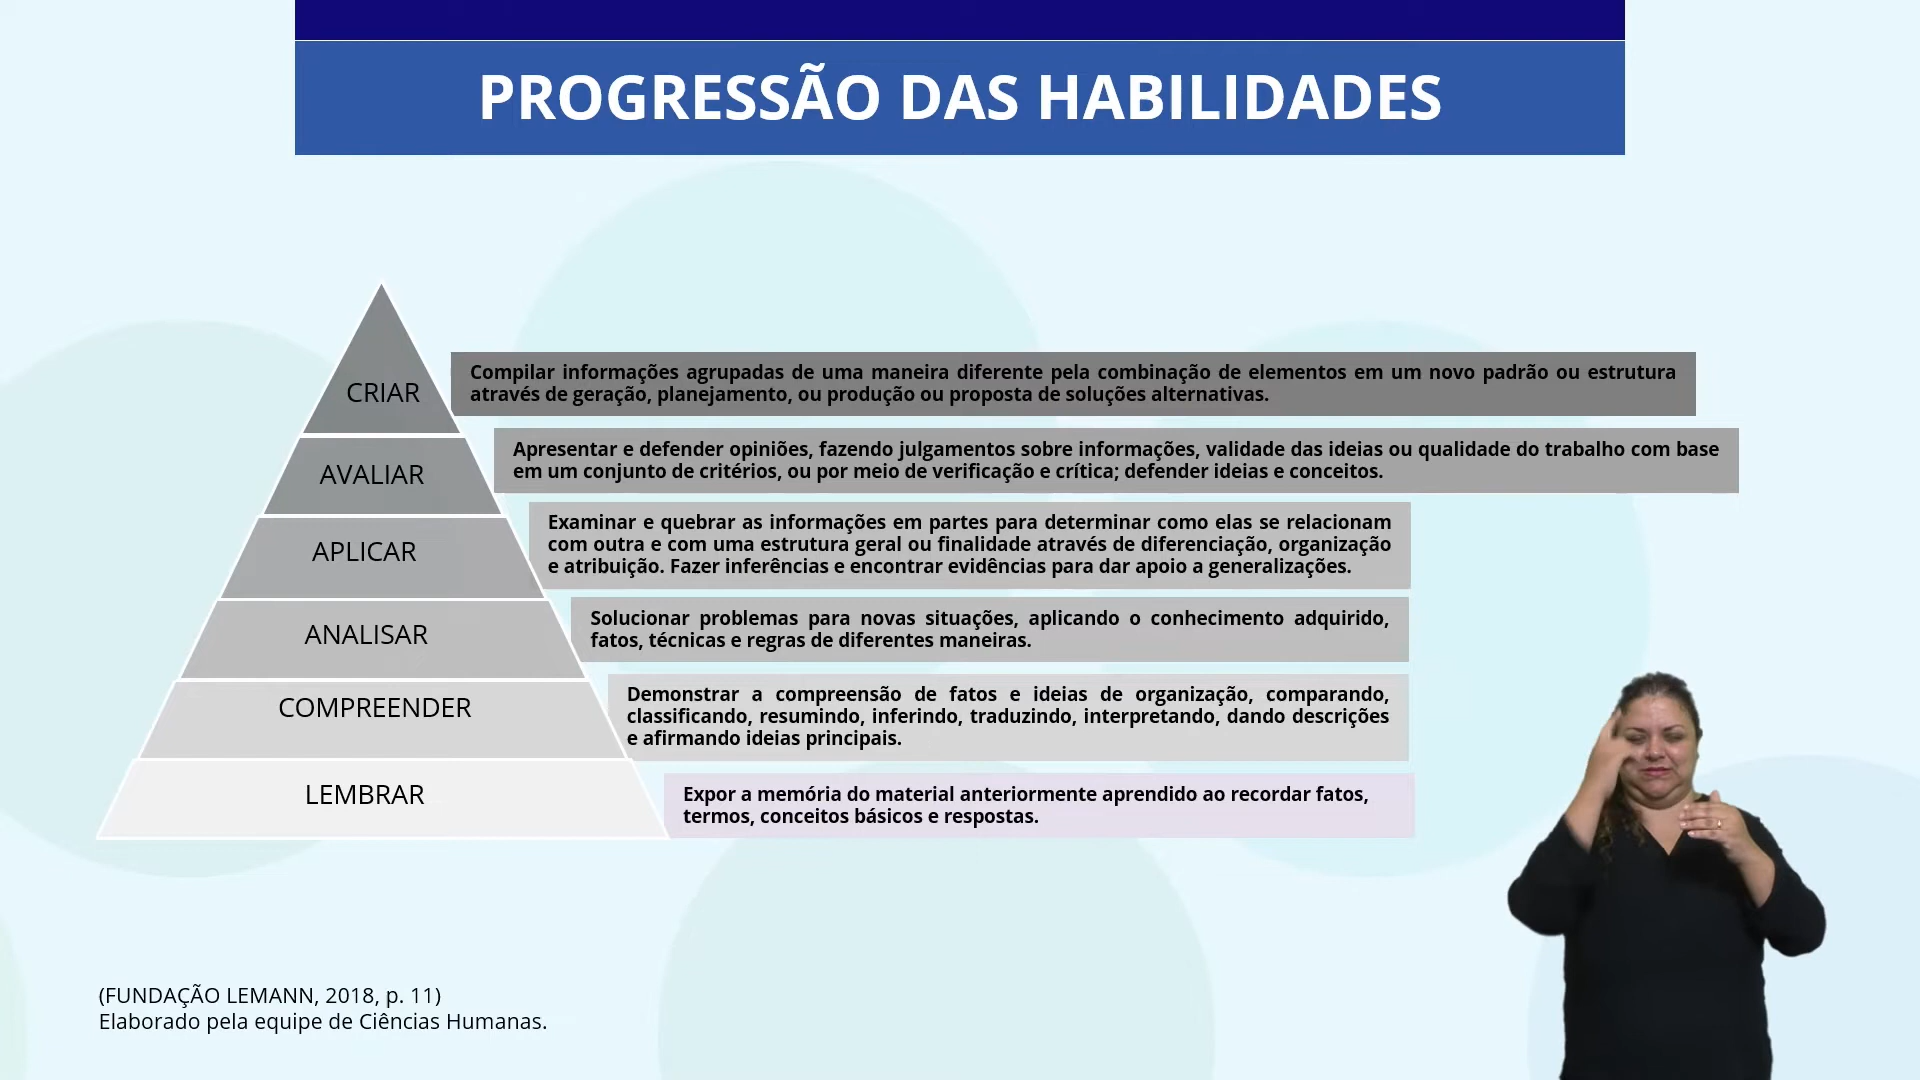 PROGRESSÃO DAS HABILIDADES
CRIAR
Compilar informações agrupadas de uma maneira diferente pela combinação de elementos em um novo padrão ou estrutura
através de geração, planejamento, ou produção ou proposta de soluções alternativas.
AVALIAR
Apresentar e defender opiniões, fazendo julgamentos sobre informações, validade das ideias ou qualidade do trabalho com base
em um conjunto de critérios, ou por meio de verificação e crítica; defender ideias e conceitos.
APLICAR
Examinar e quebrar as informações em partes para determinar como elas se relacionam
com outra e com uma estrutura geral ou finalidade através de diferenciação, organização
e atribuição. Fazer inferências e encontrar evidências para dar apoio a generalizações.
ANALISAR
Solucionar problemas para novas situações, aplicando o conhecimento adquirido,
fatos, técnicas e regras de diferentes maneiras.
COMPREENDER
Demonstrar a compreensão de fatos e ideias de organização, comparando,
classificando, resumindo, inferindo, traduzindo, interpretando, dando descrições
e afirmando ideias principais.
LEMBRAR
Expor a memória do material anteriormente aprendido ao recordar fatos,
termos, conceitos básicos e respostas.
(FUNDAÇÃO LEMANN, 2018, p. 11)
Elaborado pela equipe de Ciências Humanas.